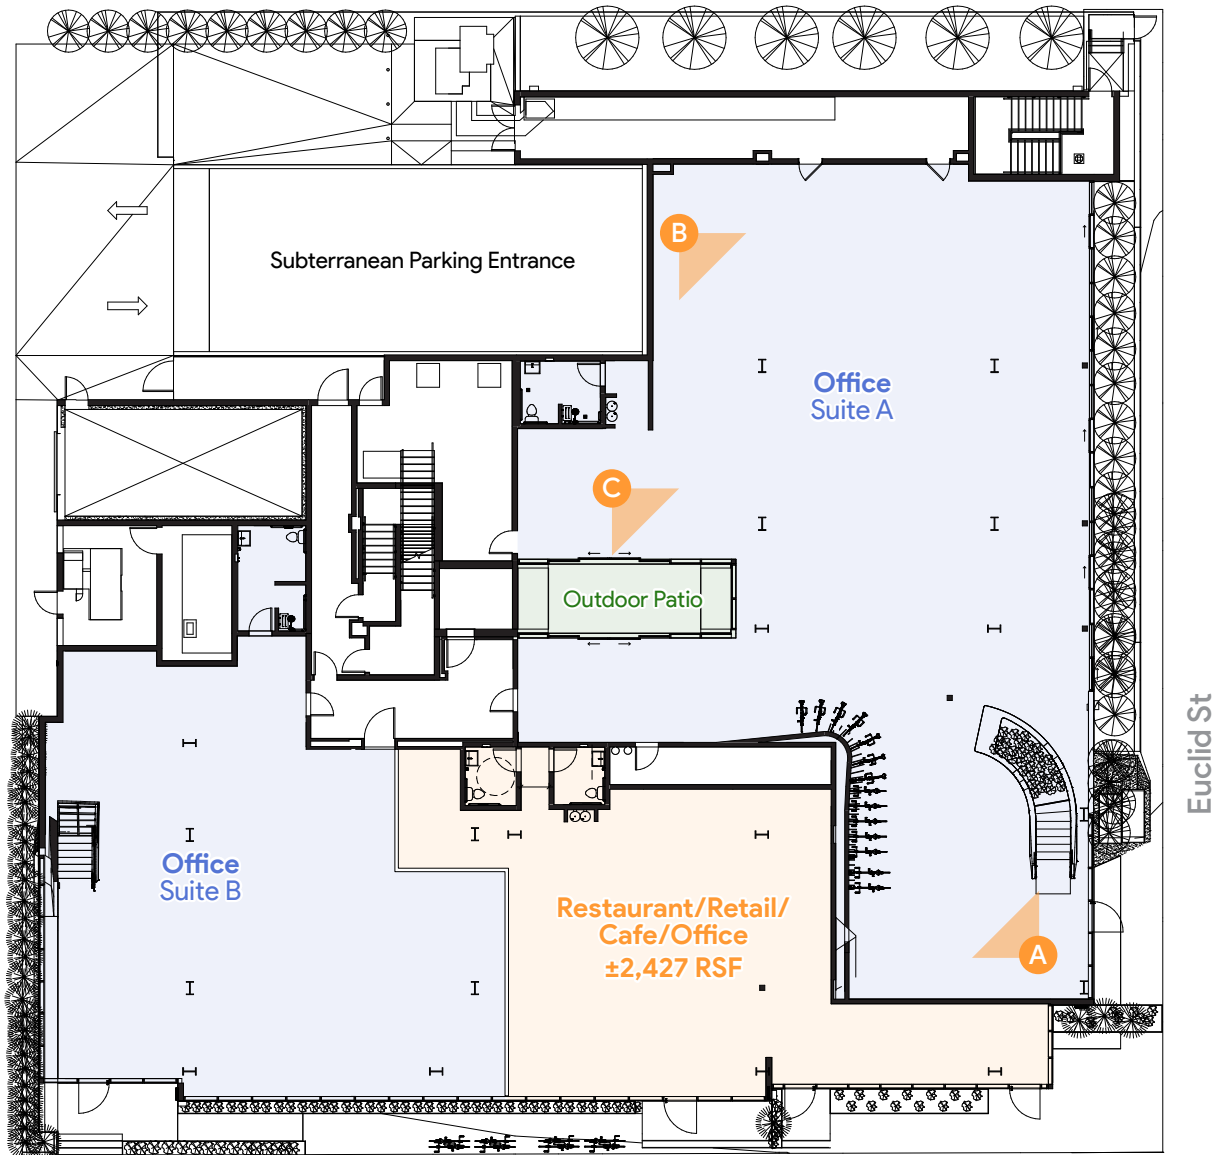 B
Subterranean Parking Entrance
Office
Suite A
C
Outdoor Patio
Euclid St
Office
Suite B
Restaurant/Retail/
Cafe/Office
±2,427 RSF
A